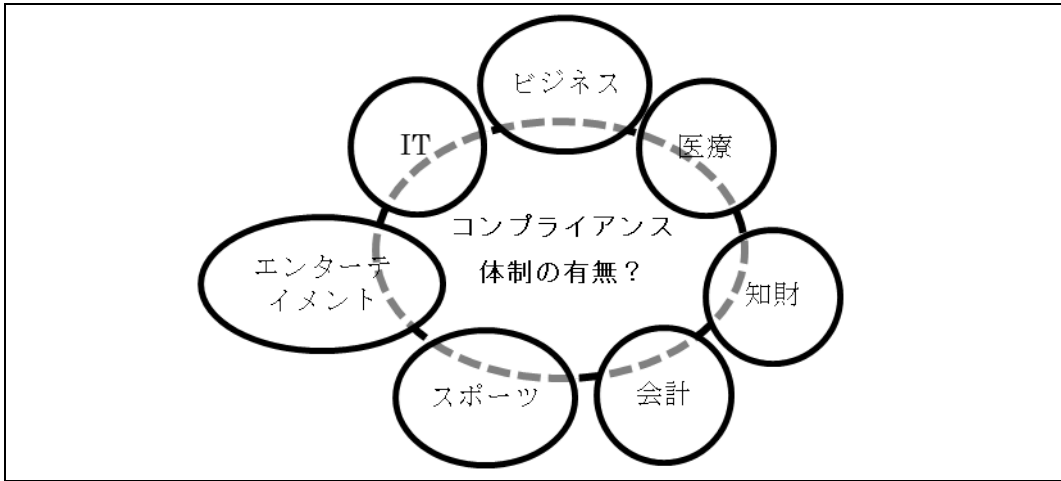 ビジネス
IT
医療
コンプライアンス
体制の有無？
エンターテ
イメント
知財
スポーツ
会計